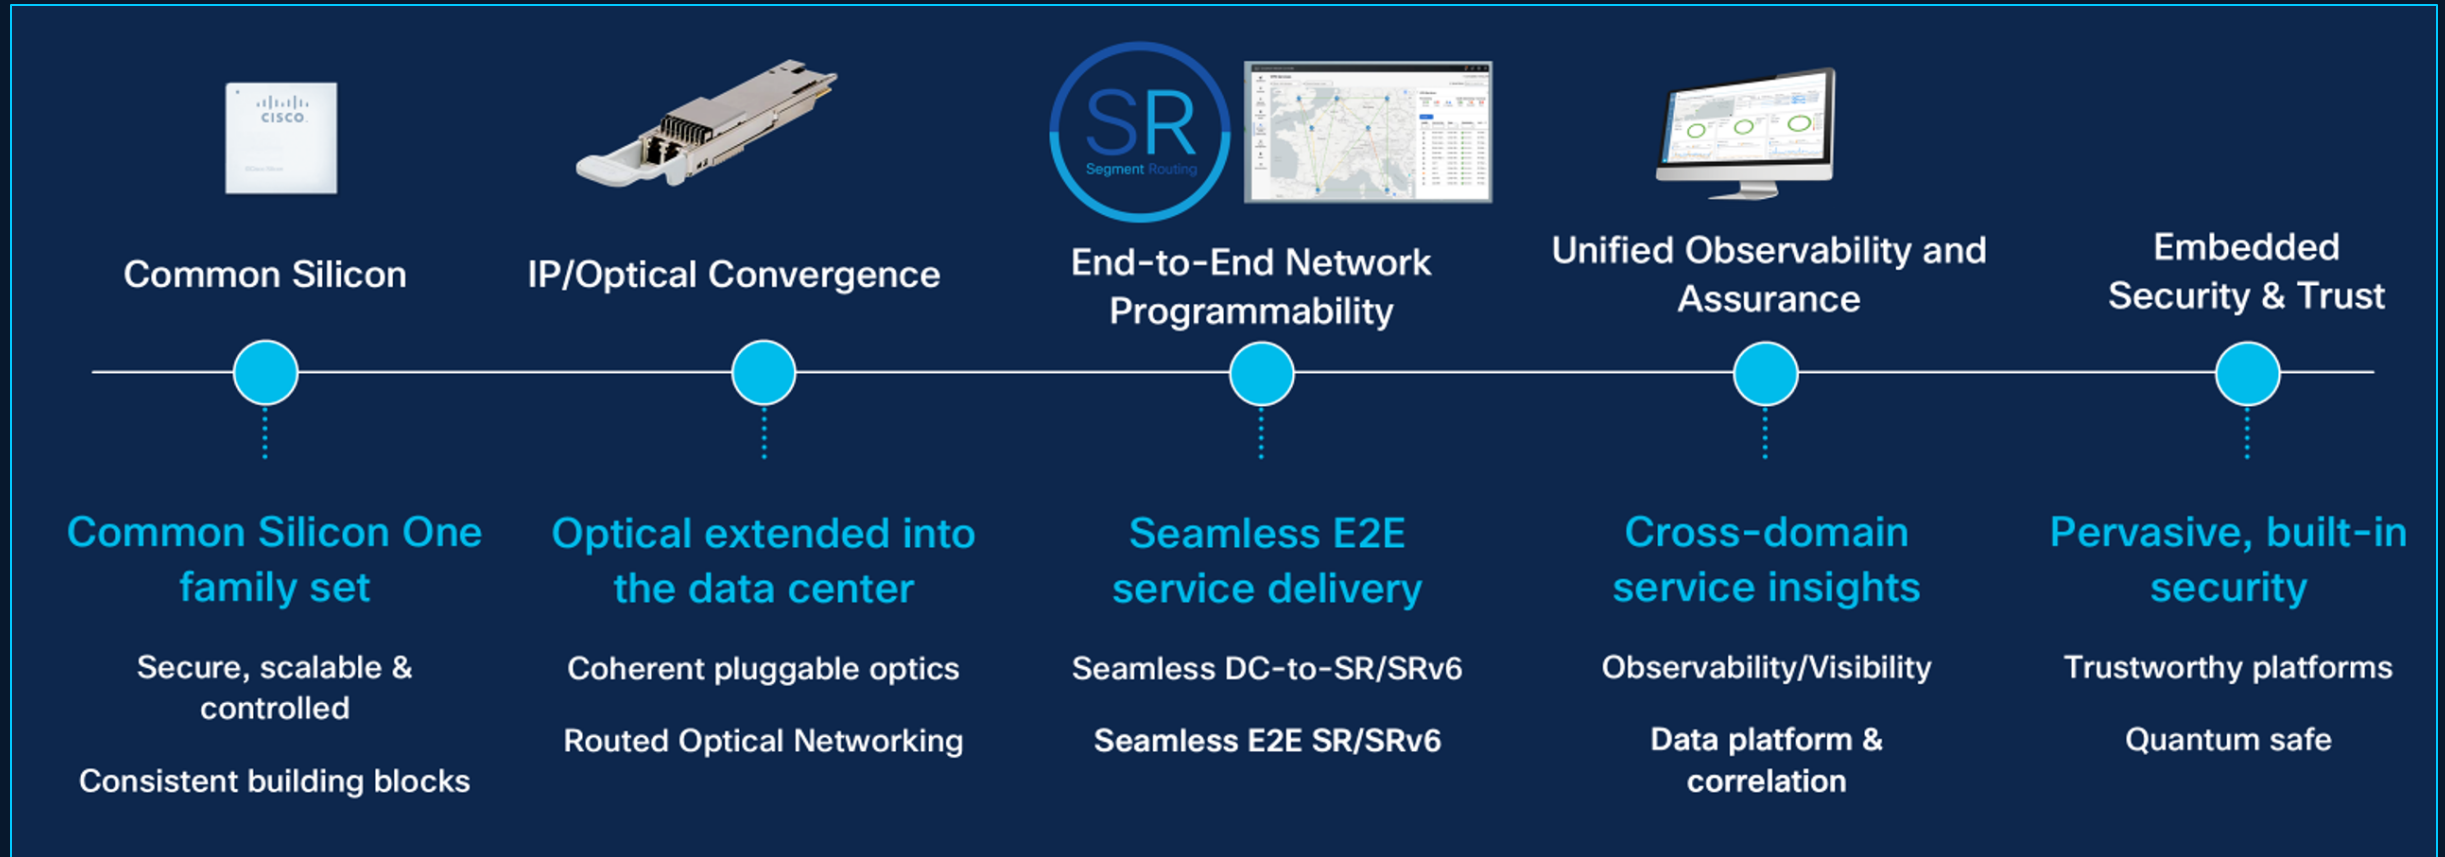 CISCO
SR
Segment Routing
Common Silicon
IP/Optical Convergence
End-to-End Network
Programmability
Unified Observability and
Assurance
Embedded
Security & Trust
Common Silicon One
family set
Secure, scalable &
controlled
Consistent building blocks
Optical extended into
the data center
Coherent pluggable optics
Routed Optical Networking
Seamless E2E
service delivery
Seamless DC-to-SR/SRv6
Seamless E2E SR/SRv6
Cross-domain
service insights
Observability/Visibility
Data platform &
correlation
Pervasive, built-in
security
Trustworthy platforms
Quantum safe